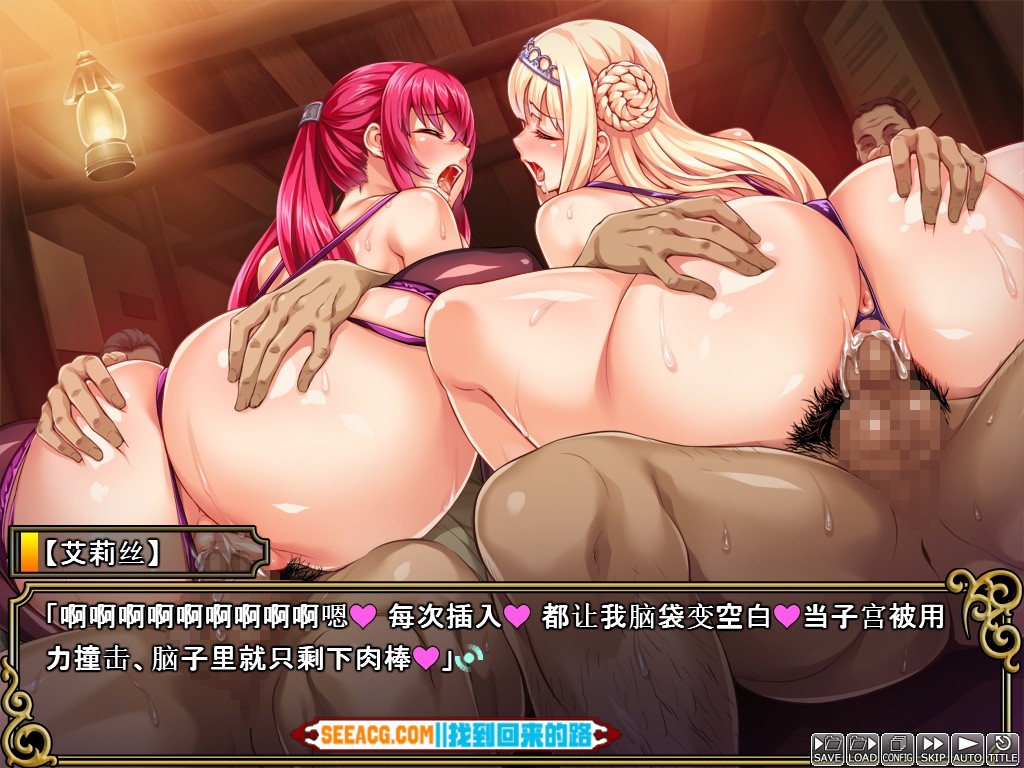 【艾莉丝】
「啊啊啊啊啊啊啊啊啊嗯♥ 每次插入♥ 都让我脑袋变空白♥当子宫被用
力撞击、脑子里就只剩下肉棒♥」
SEEACG.COM||找到回来的路
SAVE LOAD CONFIG SKIP AUTO TITLE